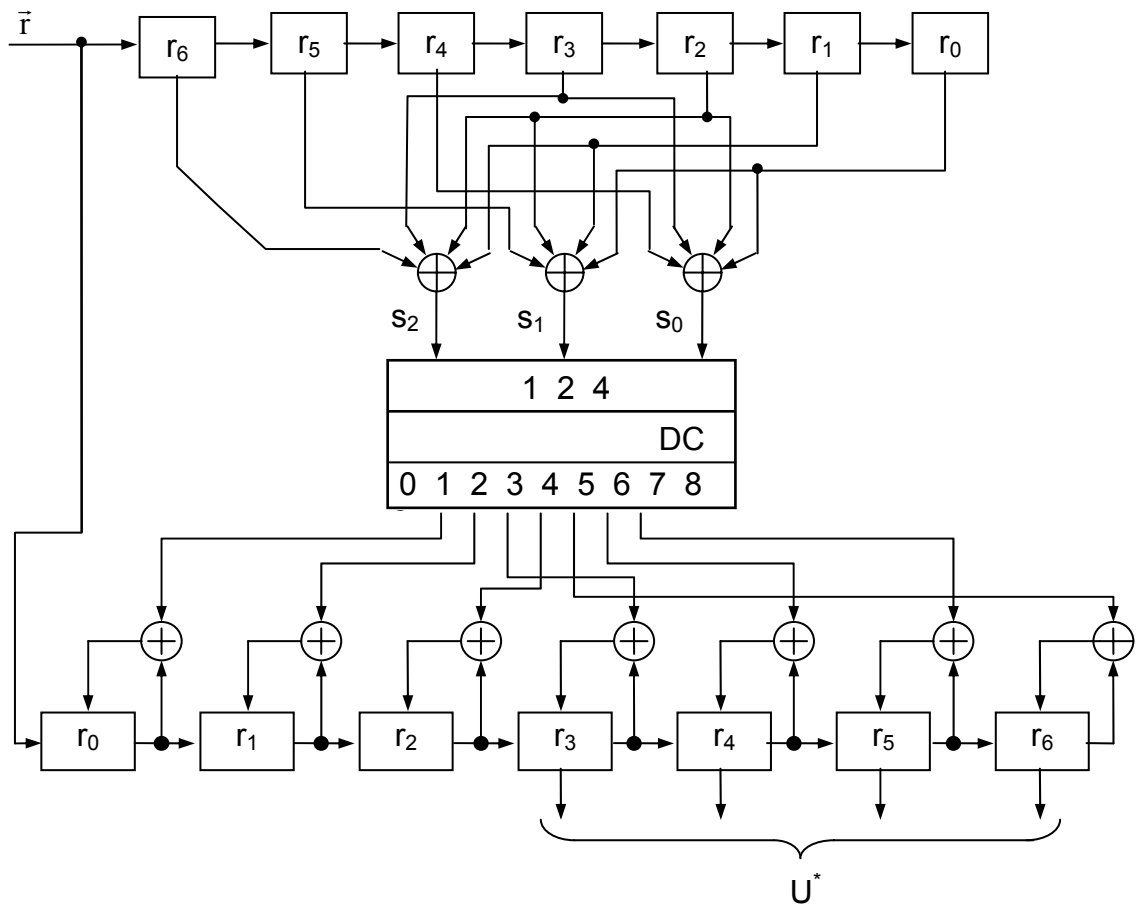 r⃗
r₆ r₅ r₄ r₃ r₂ r₁ r₀
s₂ s₁ s₀
1 2 4
DC
0 1 2 3 4 5 6 7 8
r₀ r₁ r₂ r₃ r₄ r₅ r₆
U*